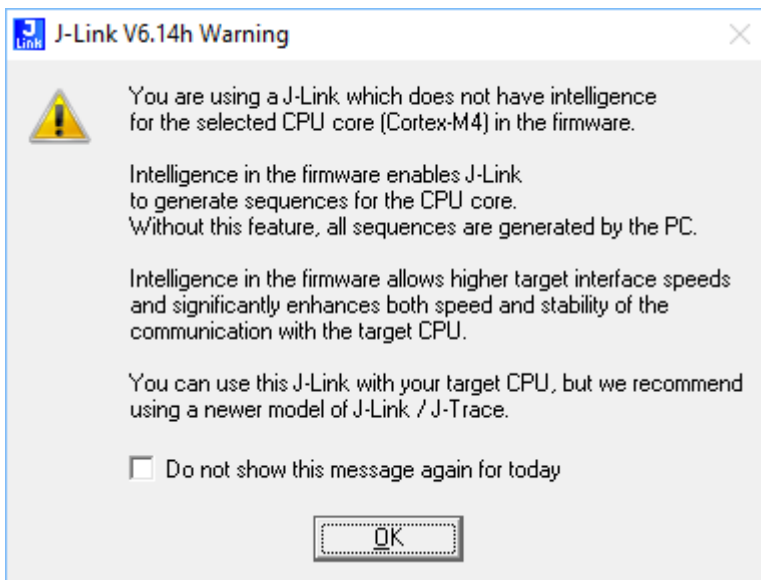 J-Link V6.14h Warning
You are using a J-Link which does not have intelligence
for the selected CPU core (Cortex-M4) in the firmware.
Intelligence in the firmware enables J-Link
to generate sequences for the CPU core.
Without this feature, all sequences are generated by the PC.
Intelligence in the firmware allows higher target interface speeds
and significantly enhances both speed and stability of the
communication with the target CPU.
You can use this J-Link with your target CPU, but we recommend
using a newer model of J-Link / J-Trace.
Do not show this message again for today
OK